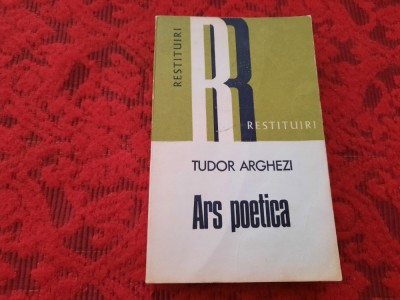 RESTITUIRI
R
RESTITUIRI
TUDOR ARGHEZI
Ars poetica